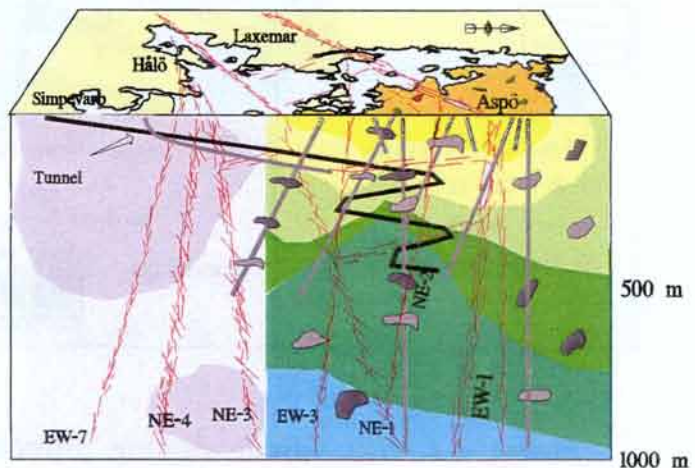 Laxemar
Hålö
Simpevarp
Äspö
Tunnel
500 m
NE-2
EW-1
NE-3
EW-3
NE-4
NE-1
EW-7
1000 m